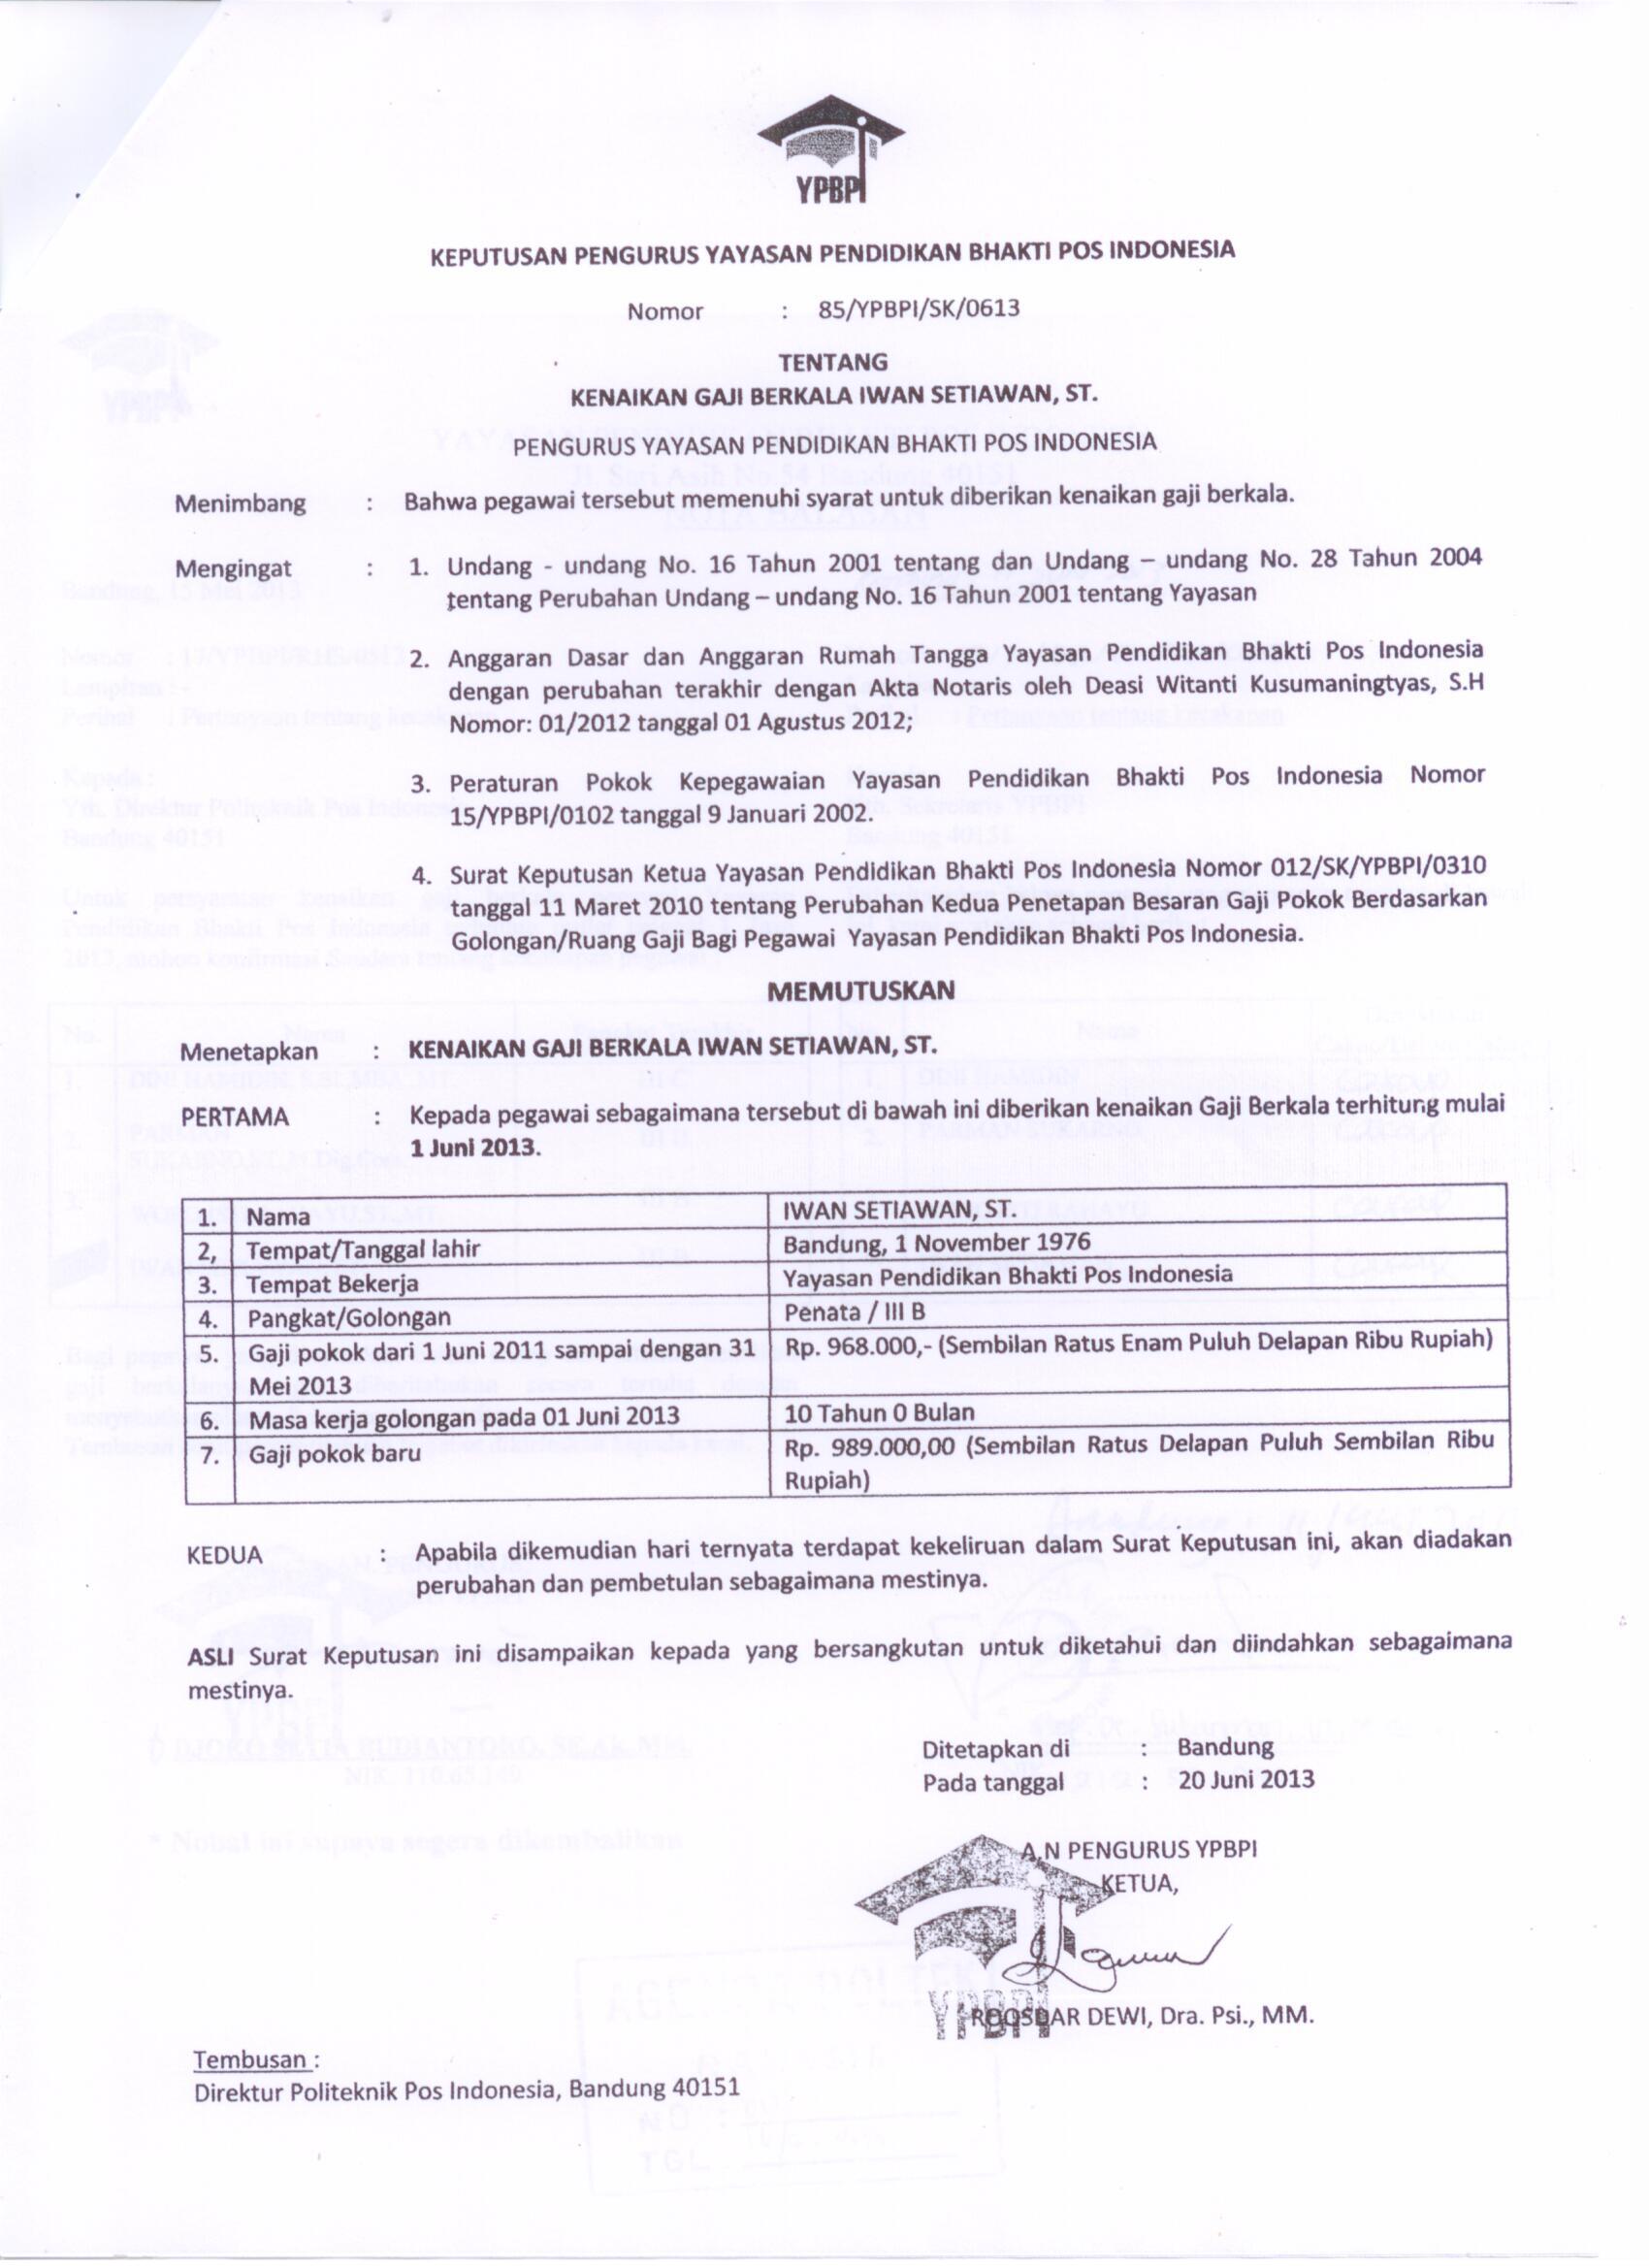 YPBPI
KEPUTUSAN PENGURUS YAYASAN PENDIDIKAN BHAKTI POS INDONESIA
Nomor : 85/YPBPI/SK/0613
TENTANG
KENAIKAN GAJI BERKALA IWAN SETIAWAN, ST.
PENGURUS YAYASAN PENDIDIKAN BHAKTI POS INDONESIA
Menimbang : Bahwa pegawai tersebut memenuhi syarat untuk diberikan kenaikan gaji berkala.
Mengingat : 1. Undang - undang No. 16 Tahun 2001 tentang dan Undang – undang No. 28 Tahun 2004
tentang Perubahan Undang – undang No. 16 Tahun 2001 tentang Yayasan
2. Anggaran Dasar dan Anggaran Rumah Tangga Yayasan Pendidikan Bhakti Pos Indonesia
dengan perubahan terakhir dengan Akta Notaris oleh Deasi Witanti Kusumaningtyas, S.H
Nomor: 01/2012 tanggal 01 Agustus 2012;
3. Peraturan Pokok Kepegawaian Yayasan Pendidikan Bhakti Pos Indonesia Nomor
15/YPBPI/0102 tanggal 9 Januari 2002.
4. Surat Keputusan Ketua Yayasan Pendidikan Bhakti Pos Indonesia Nomor 012/SK/YPBPI/0310
tanggal 11 Maret 2010 tentang Perubahan Kedua Penetapan Besaran Gaji Pokok Berdasarkan
Golongan/Ruang Gaji Bagi Pegawai Yayasan Pendidikan Bhakti Pos Indonesia.
MEMUTUSKAN
Menetapkan : KENAIKAN GAJI BERKALA IWAN SETIAWAN, ST.
PERTAMA : Kepada pegawai sebagaimana tersebut di bawah ini diberikan kenaikan Gaji Berkala terhitung mulai
1 Juni 2013.
1. Nama IWAN SETIAWAN, ST.
2, Tempat/Tanggal lahir Bandung, 1 November 1976
3. Tempat Bekerja Yayasan Pendidikan Bhakti Pos Indonesia
4. Pangkat/Golongan Penata / III B
5. Gaji pokok dari 1 Juni 2011 sampai dengan 31 Rp. 968.000,- (Sembilan Ratus Enam Puluh Delapan Ribu Rupiah)
Mei 2013
6. Masa kerja golongan pada 01 Juni 2013 10 Tahun 0 Bulan
7. Gaji pokok baru Rp. 989.000,00 (Sembilan Ratus Delapan Puluh Sembilan Ribu
Rupiah)
KEDUA : Apabila dikemudian hari ternyata terdapat kekeliruan dalam Surat Keputusan ini, akan diadakan
perubahan dan pembetulan sebagaimana mestinya.
ASLI Surat Keputusan ini disampaikan kepada yang bersangkutan untuk diketahui dan diindahkan sebagaimana
mestinya.
Ditetapkan di : Bandung
Pada tanggal : 20 Juni 2013
A.N PENGURUS YPBPI
KETUA,
YPBPI
ROOSDAR DEWI, Dra. Psi., MM.
Tembusan :
Direktur Politeknik Pos Indonesia, Bandung 40151